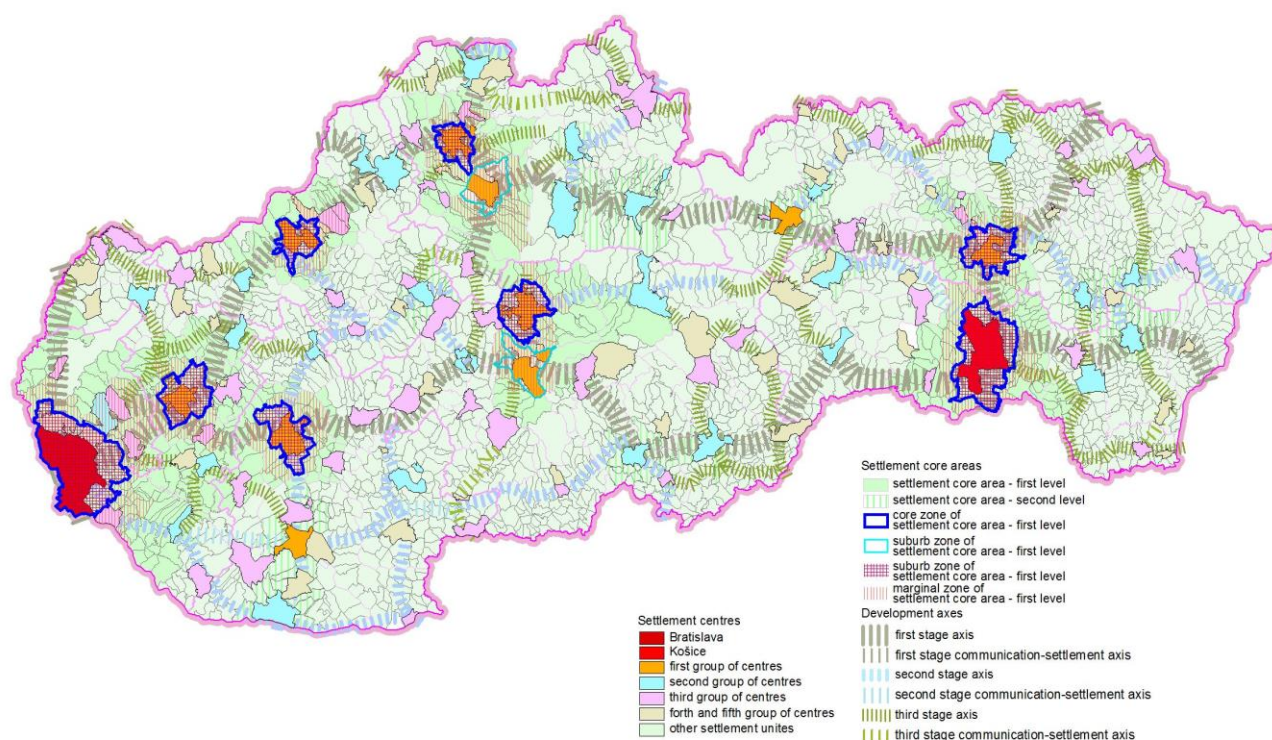 Settlement core areas
settlement core area - first level
settlement core area - second level
core zone of
settlement core area - first level
suburb zone of
settlement core area - first level
suburb zone of
settlement core area - first level
marginal zone of
settlement core area - first level
Development axes
first stage axis
first stage communication-settlement axis
second stage axis
second stage communication-settlement axis
third stage axis
third stage communication-settlement axis
Settlement centres
Bratislava
Košice
first group of centres
second group of centres
third group of centres
forth and fifth group of centres
other settlement unites